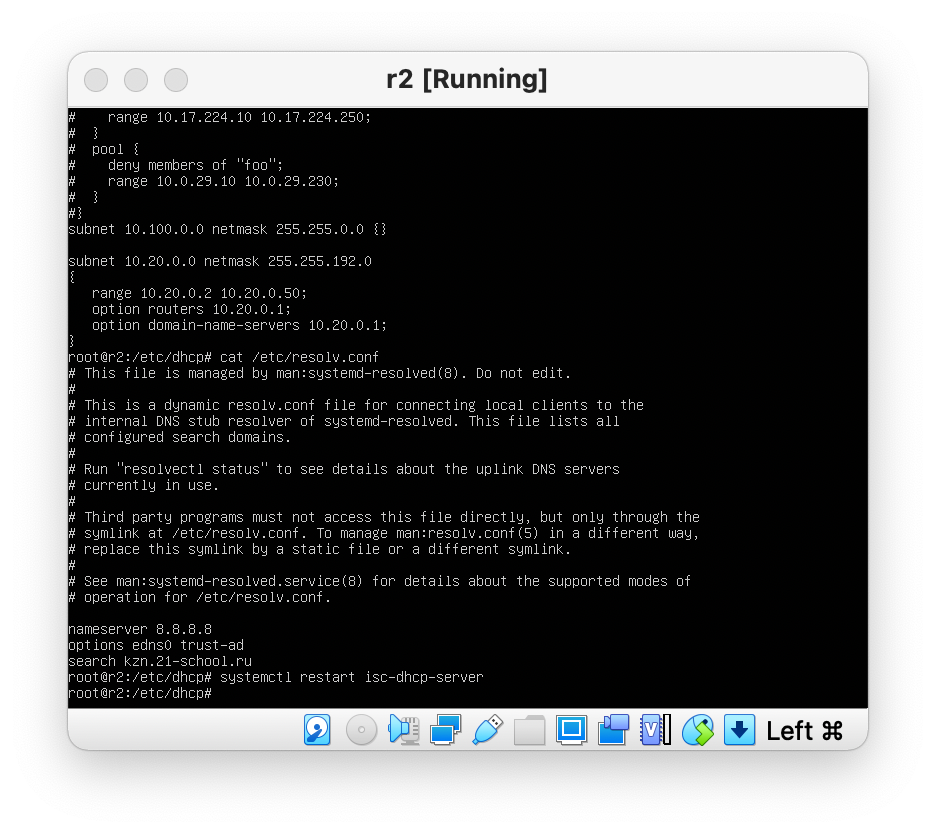 r2 [Running]
#    range 10.17.224.10 10.17.224.250;
#  }
#  pool {
#    deny members of "foo";
#    range 10.0.29.10 10.0.29.230;
#  }
#}
subnet 10.100.0.0 netmask 255.255.0.0 {}

subnet 10.20.0.0 netmask 255.255.192.0
{
   range 10.20.0.2 10.20.0.50;
   option routers 10.20.0.1;
   option domain-name-servers 10.20.0.1;
}
root@r2:/etc/dhcp# cat /etc/resolv.conf
# This file is managed by man:systemd-resolved(8). Do not edit.
#
# This is a dynamic resolv.conf file for connecting local clients to the
# internal DNS stub resolver of systemd-resolved. This file lists all
# configured search domains.
#
# Run "resolvectl status" to see details about the uplink DNS servers
# currently in use.
#
# Third party programs must not access this file directly, but only through the
# symlink at /etc/resolv.conf. To manage man:resolv.conf(5) in a different way,
# replace this symlink by a static file or a different symlink.
#
# See man:systemd-resolved.service(8) for details about the supported modes of
# operation for /etc/resolv.conf.

nameserver 8.8.8.8
options edns0 trust-ad
search kzn.21-school.ru
root@r2:/etc/dhcp# systemctl restart isc-dhcp-server
root@r2:/etc/dhcp#
Left ⌘